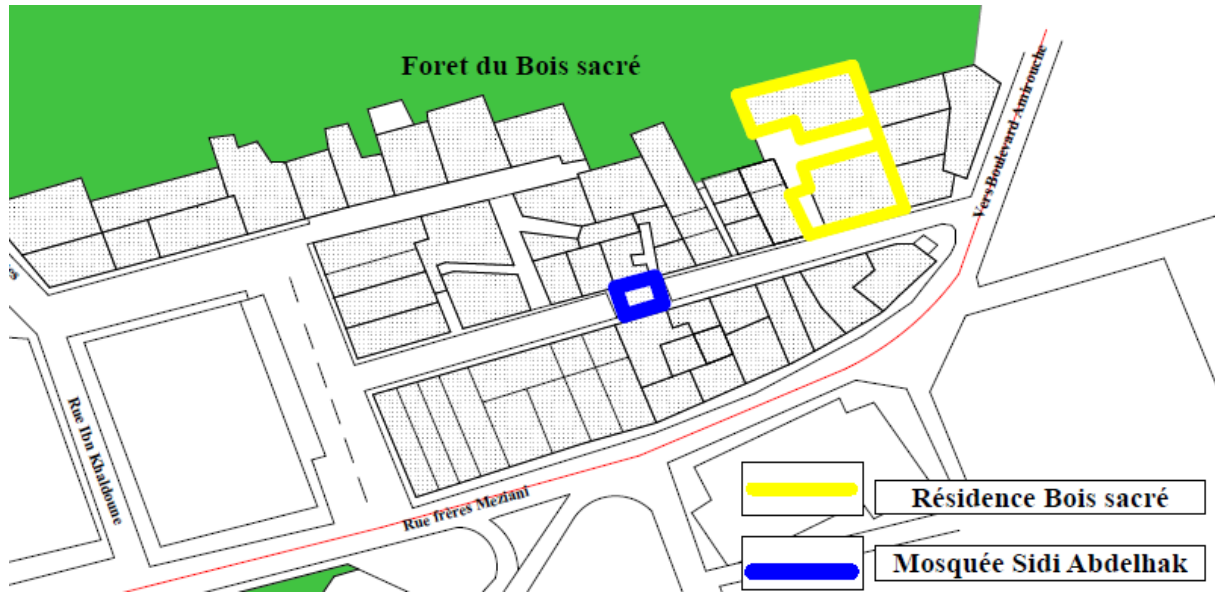 Foret du Bois sacré
Vers Boulevard Amirouche
Rue Ibn Khaldoune
Rue frères Meziani
Résidence Bois sacré
Mosquée Sidi Abdelhak